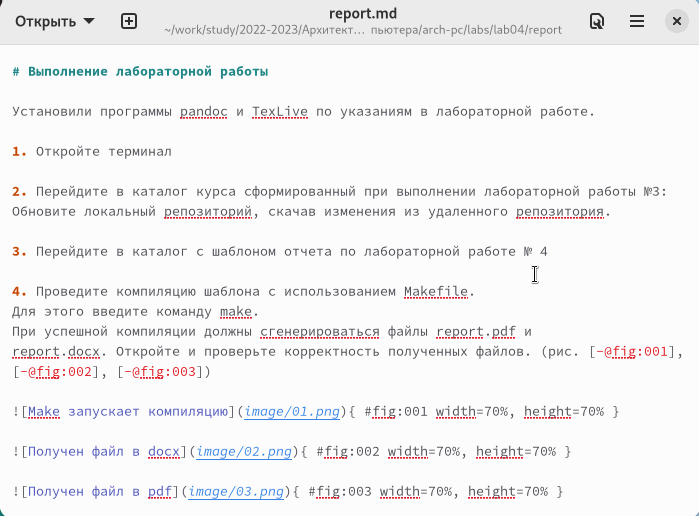 Открыть
report.md
~/work/study/2022-2023/Архитект... пьютера/arch-pc/labs/lab04/report
# Выполнение лабораторной работы
Установили программы pandoc и TexLive по указаниям в лабораторной работе.
1. Откройте терминал
2. Перейдите в каталог курса сформированный при выполнении лабораторной работы №3:
Обновите локальный репозиторий, скачав изменения из удаленного репозитория.
3. Перейдите в каталог с шаблоном отчета по лабораторной работе № 4
4. Проведите компиляцию шаблона с использованием Makefile.
Для этого введите команду make.
При успешной компиляции должны сгенерироваться файлы report.pdf и
report.docx. Откройте и проверьте корректность полученных файлов. (рис. [-@fig:001],
[-@fig:002], [-@fig:003])
![Make запускает компиляцию](image/01.png){ #fig:001 width=70%, height=70% }
![Получен файл в docx](image/02.png){ #fig:002 width=70%, height=70% }
![Получен файл в pdf](image/03.png){ #fig:003 width=70%, height=70% }